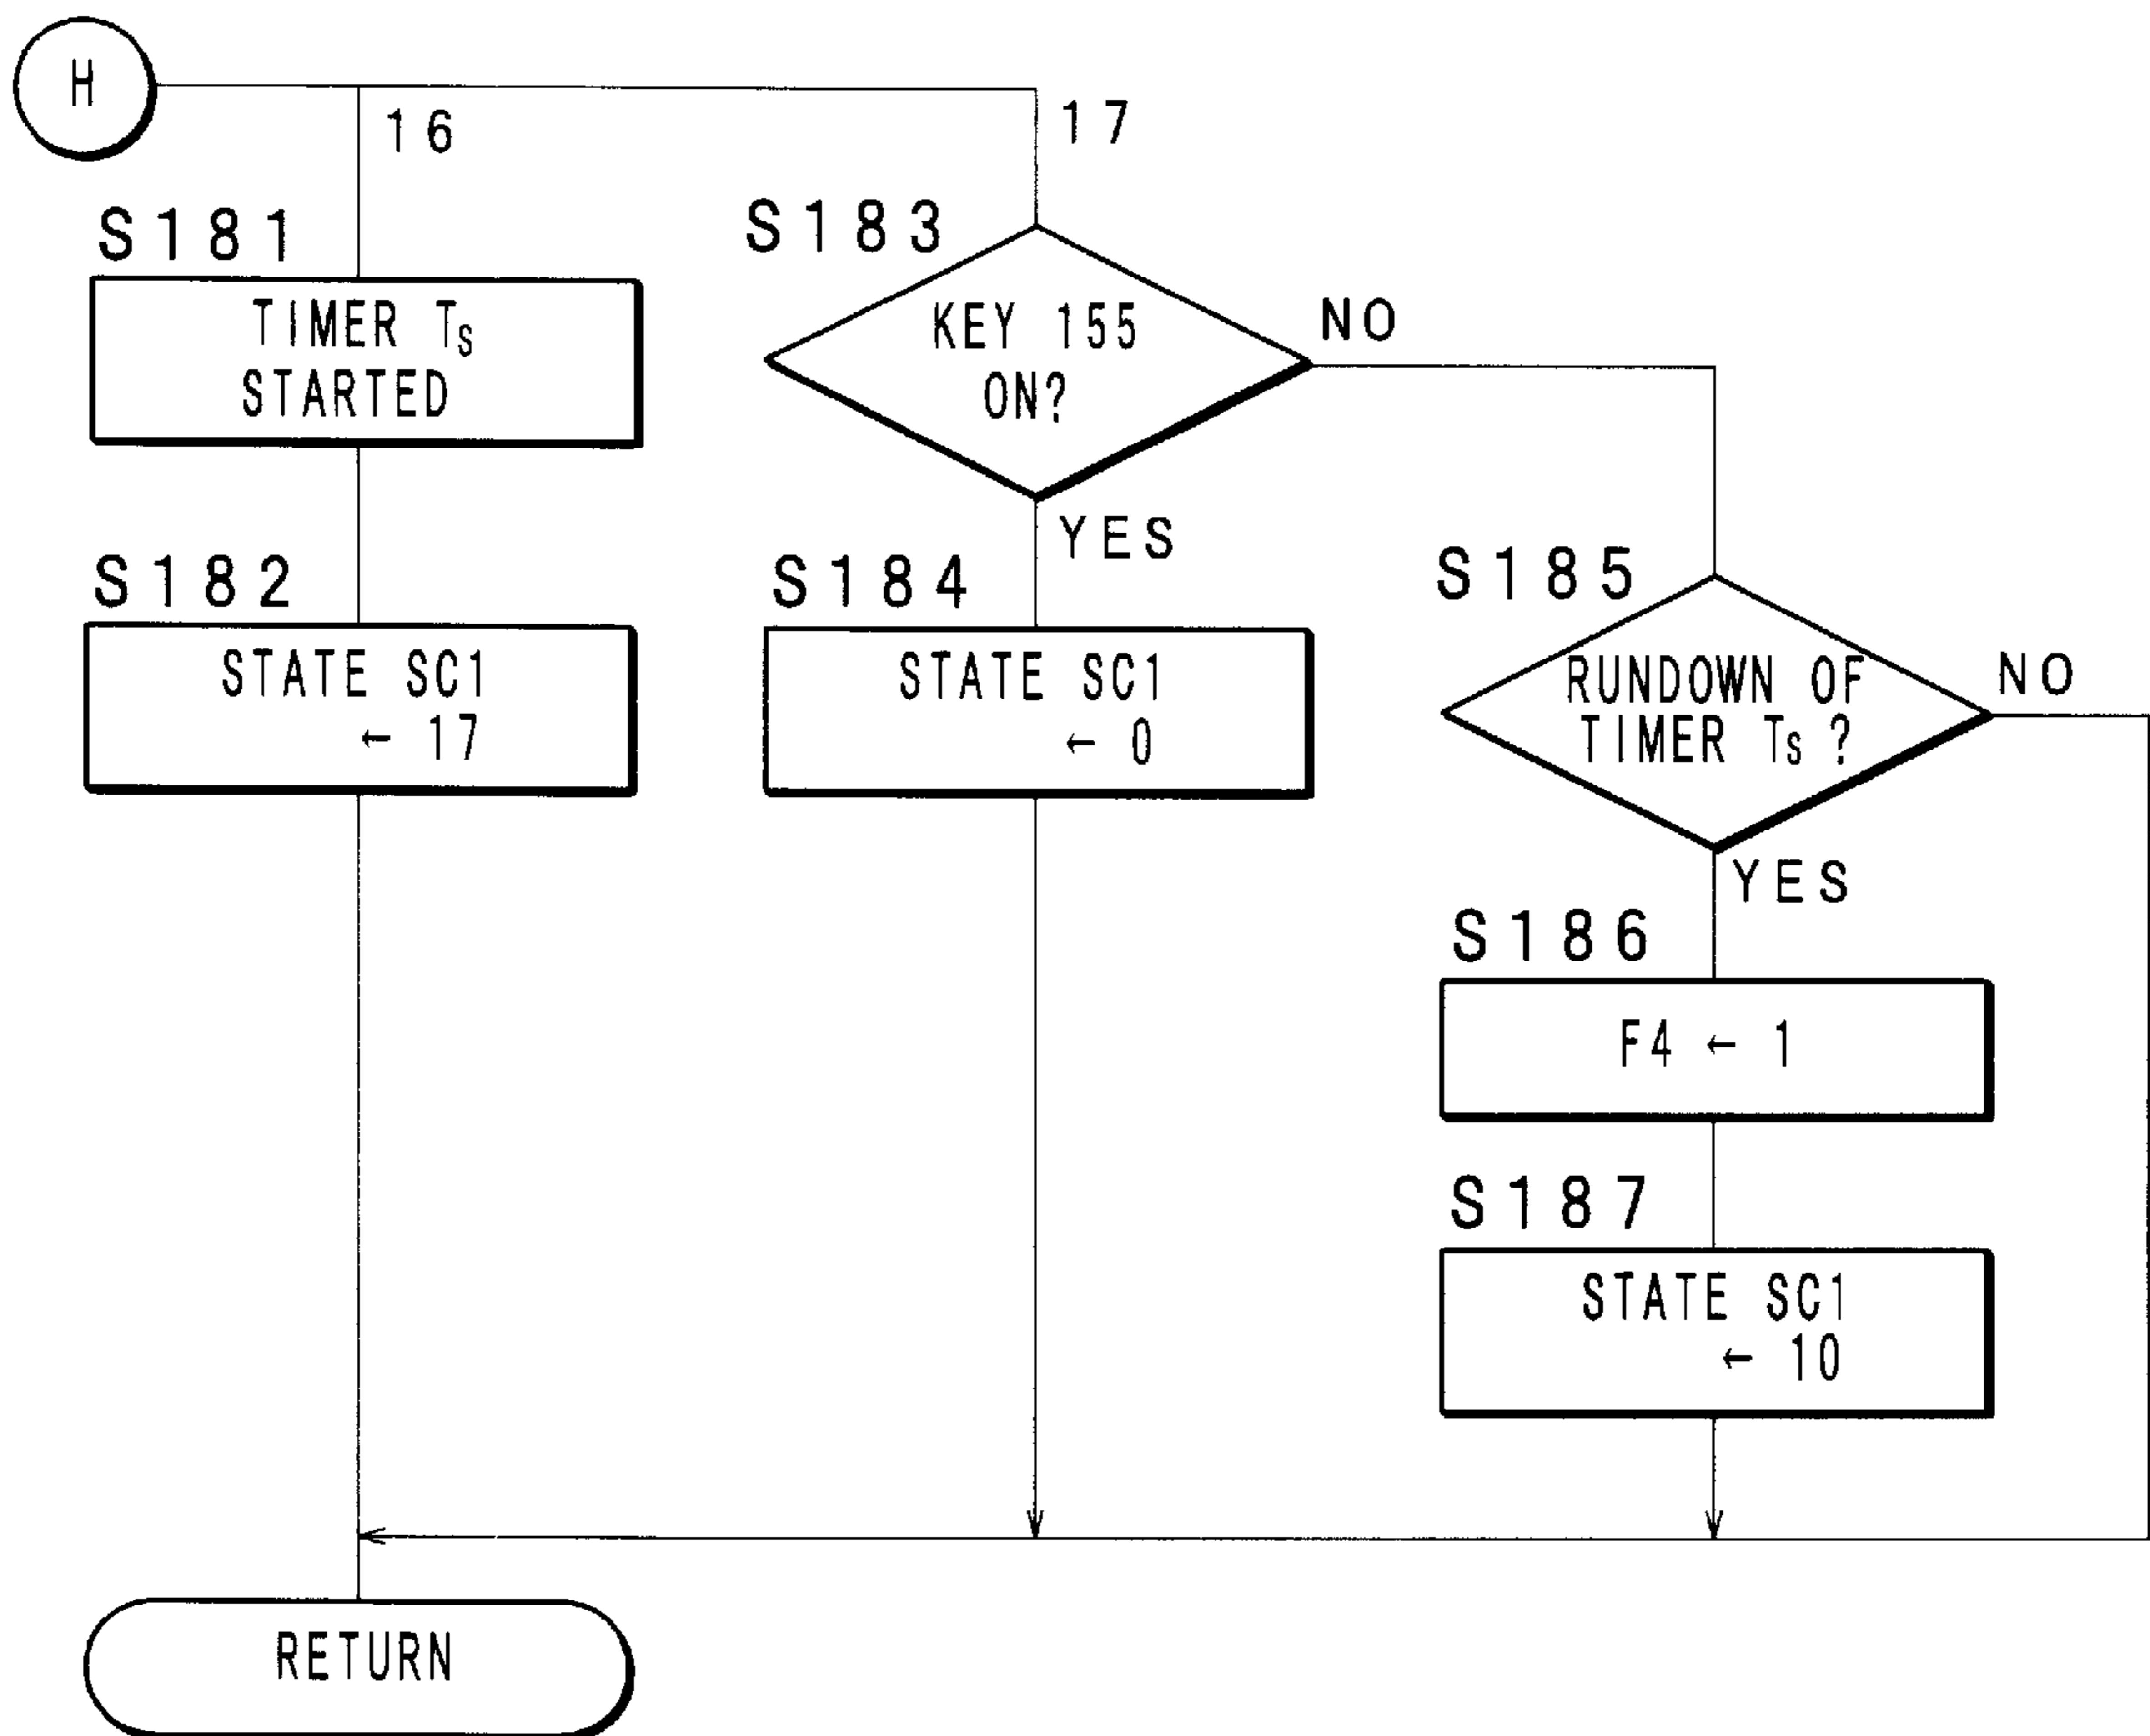 H
16
17
S181
TIMER Ts
STARTED
S183
KEY 155
ON?
NO
YES
S182
STATE SC1
← 17
S184
STATE SC1
← 0
S185
RUNDOWN OF
TIMER Ts ?
NO
YES
S186
F4 ← 1
S187
STATE SC1
← 10
RETURN